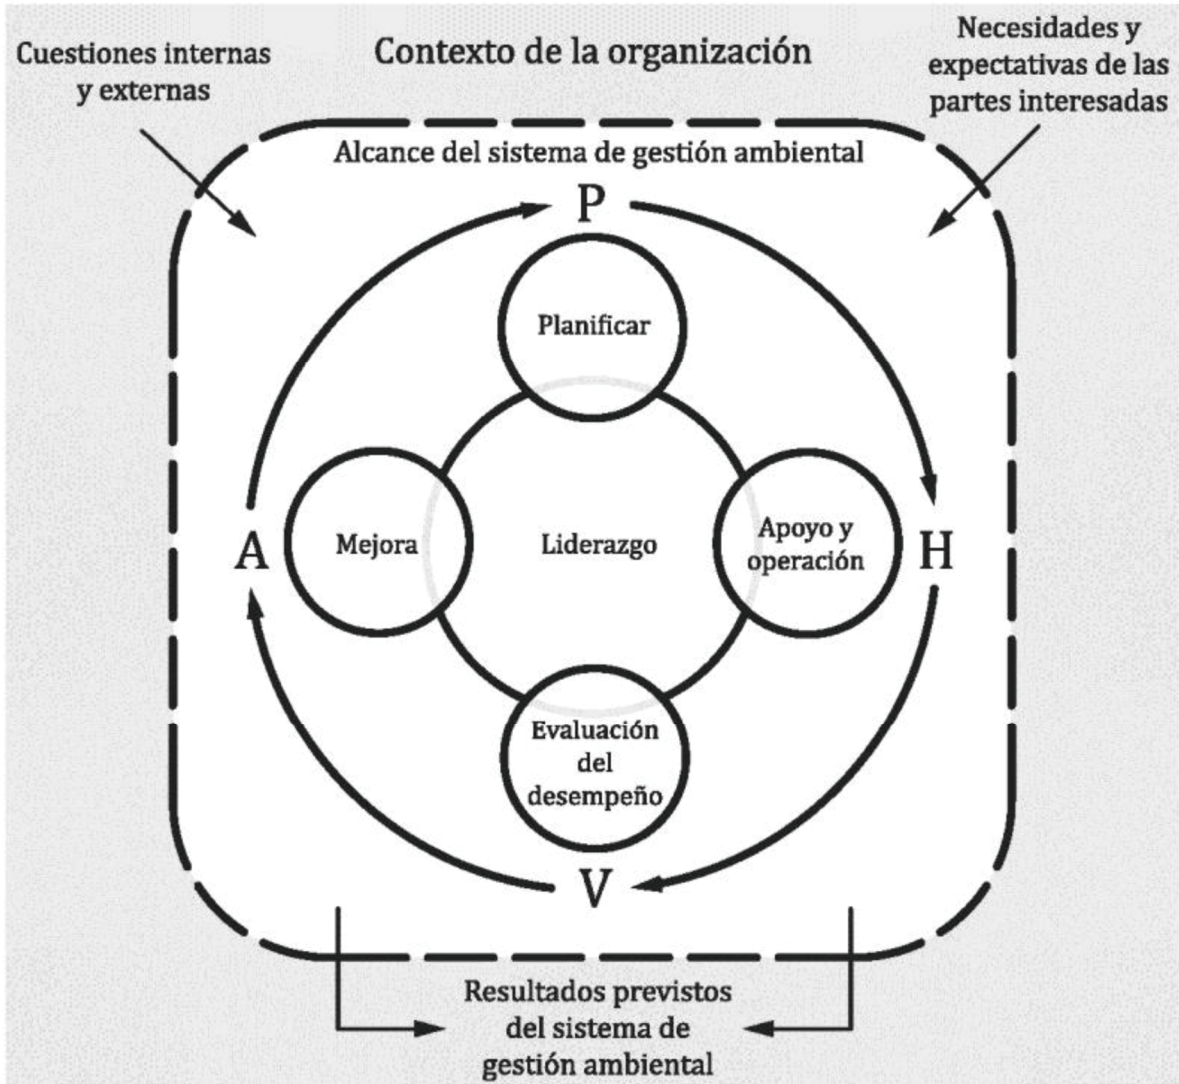 Cuestiones internas
y externas
Contexto de la organización
Necesidades y
expectativas de las
partes interesadas
Alcance del sistema de gestión ambiental
P
Planificar
A
Mejora
Liderazgo
Apoyo y
operación
H
Evaluación
del
desempeño
V
Resultados previstos
del sistema de
gestión ambiental